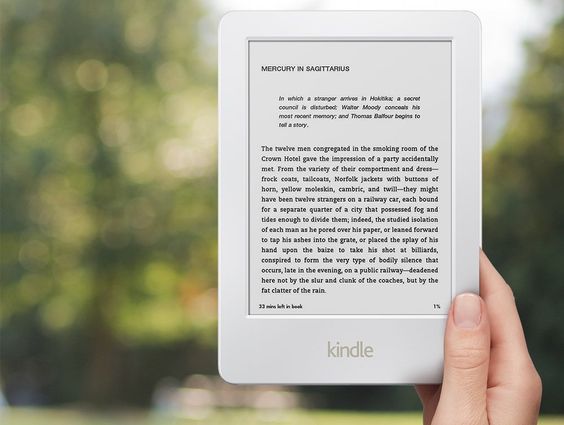 MERCURY IN SAGITTARIUS
In which a stranger arrives in Hokitika; a secret
council is disturbed; Walter Moody conceals his
most recent memory; and Thomas Balfour begins to
tell a story.
The twelve men congregated in the smoking room of the
Crown Hotel gave the impression of a party accidentally
met. From the variety of their comportment and dress—
frock coats, tailcoats, Norfolk jackets with buttons of
horn, yellow moleskin, cambric, and twill—they might
have been twelve strangers on a railway car, each bound
for a separate quarter of a city that possessed fog and
tides enough to divide them; indeed, the studied isolation
of each man as he pored over his paper, or leaned forward
to tap his ashes into the grate, or placed the splay of his
hand upon the baize to take his shot at billiards,
conspired to form the very type of bodily silence that
occurs, late in the evening, on a public railway—deadened
here not by the slur and clunk of the coaches, but by the
fat clatter of the rain.
33 mins left in book 1%
kindle